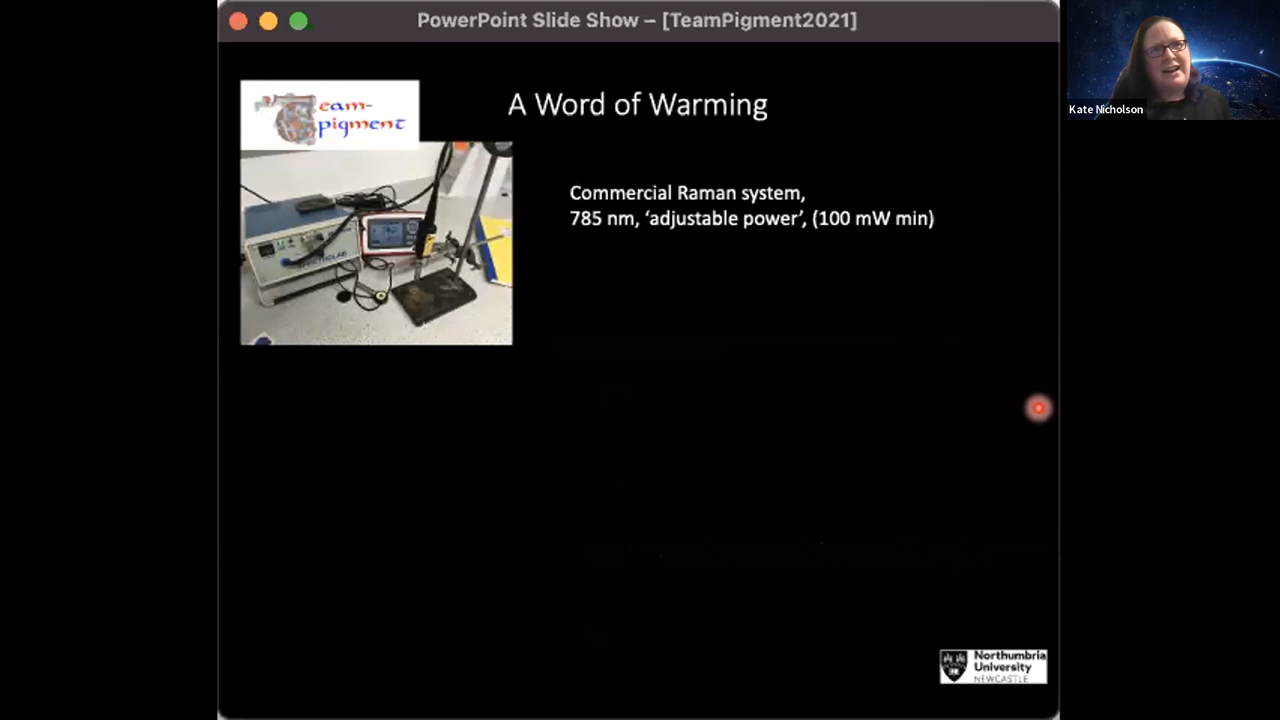 PowerPoint Slide Show – [TeamPigment2021]
Kate Nicholson
eam-
pigment
A Word of Warming
Commercial Raman system,
785 nm, ‘adjustable power’, (100 mW min)
Northumbria
University
NEWCASTLE